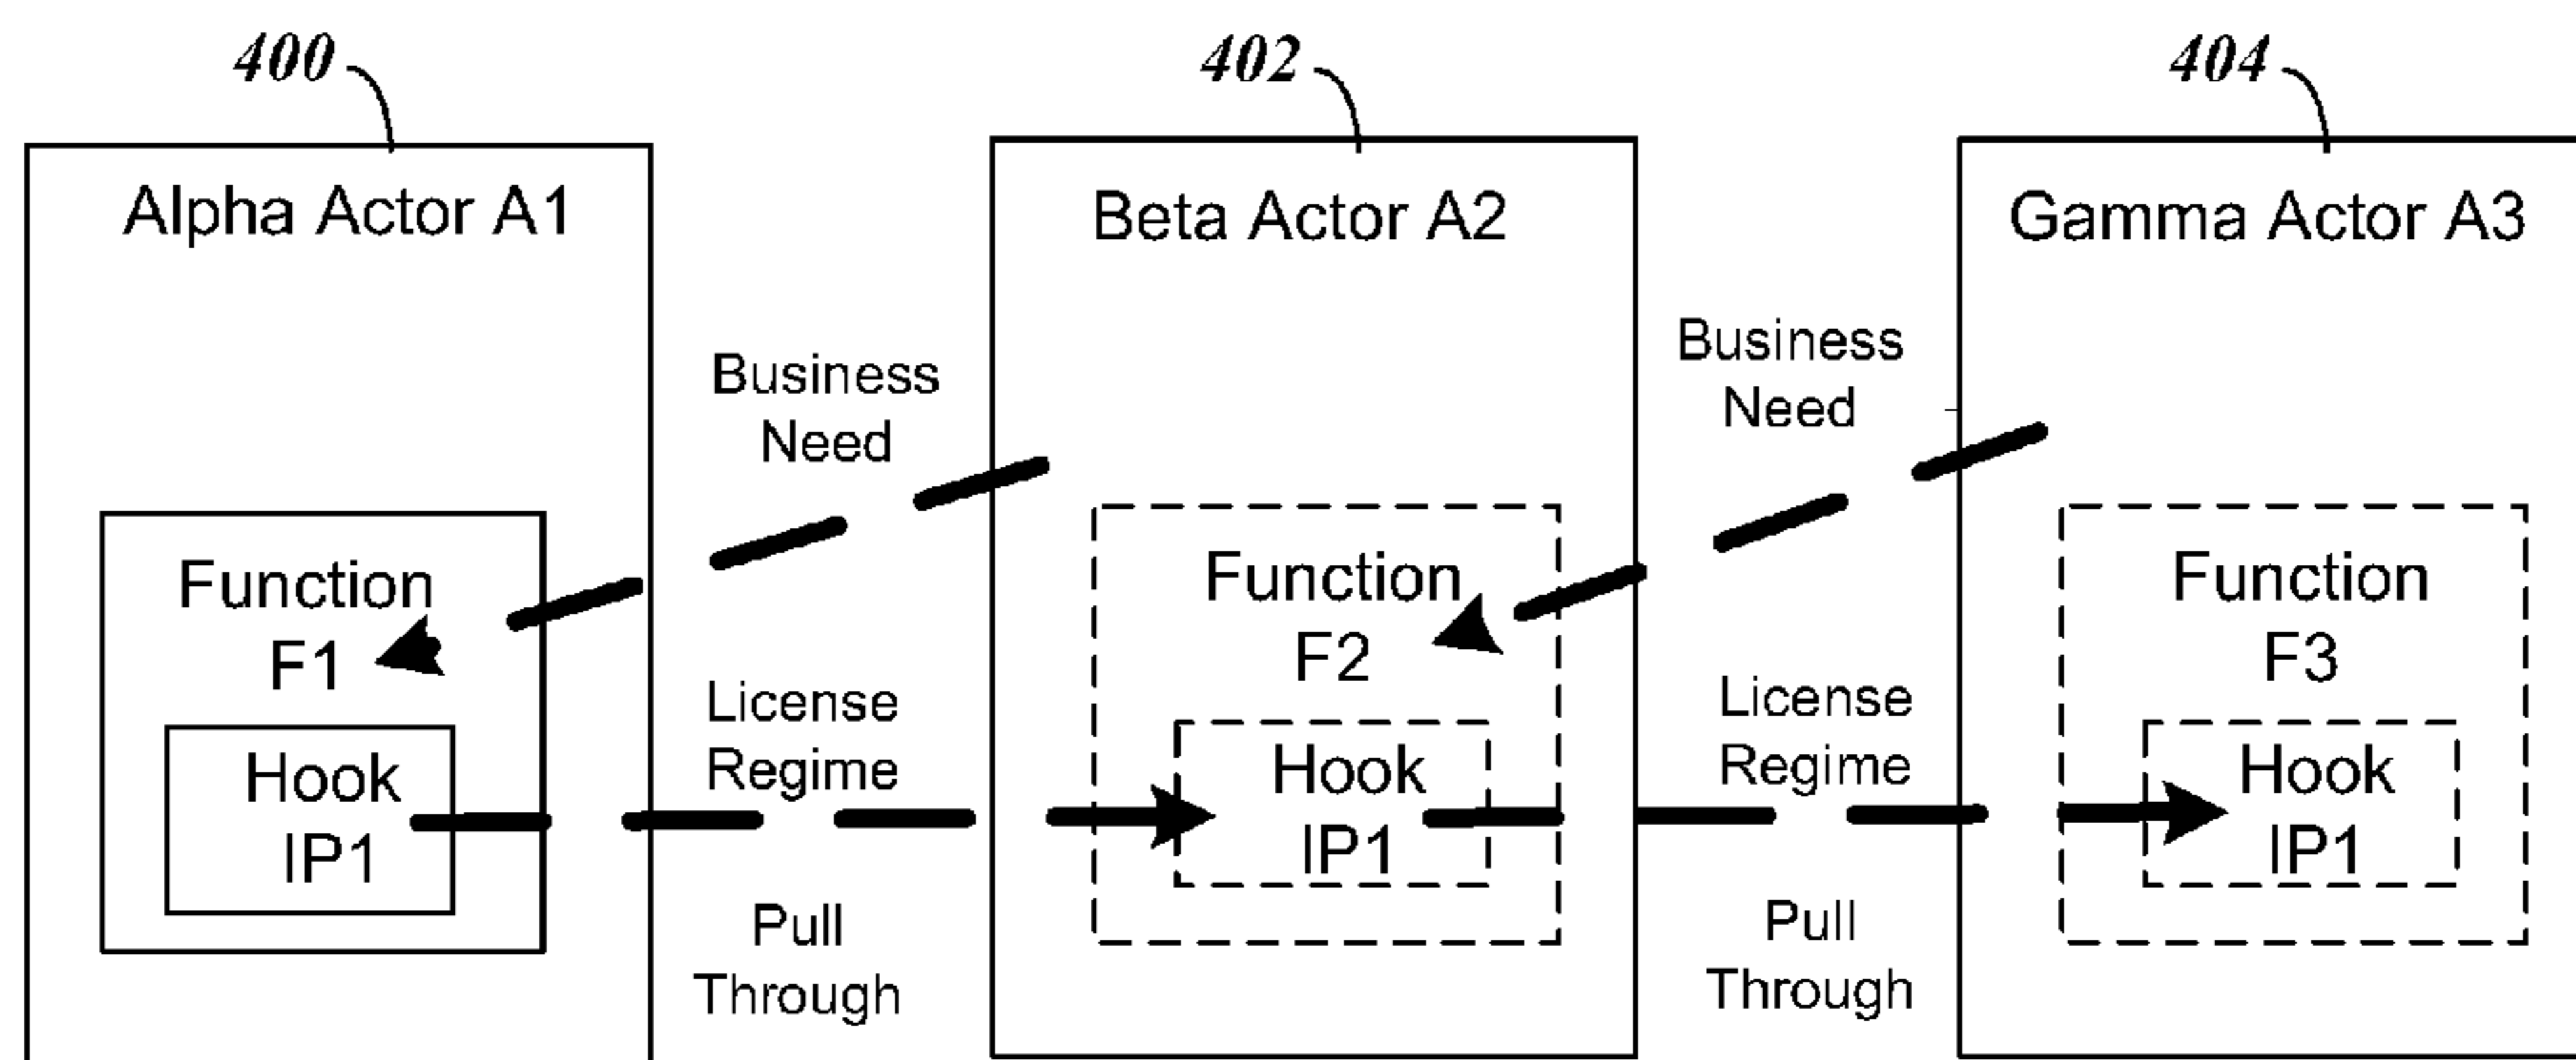 400
402
404
Alpha Actor A1
Beta Actor A2
Gamma Actor A3
Business
Need
Business
Need
Function
F1
Function
F2
Function
F3
License
Regime
License
Regime
Hook
IP1
Hook
IP1
Hook
IP1
Pull
Through
Pull
Through